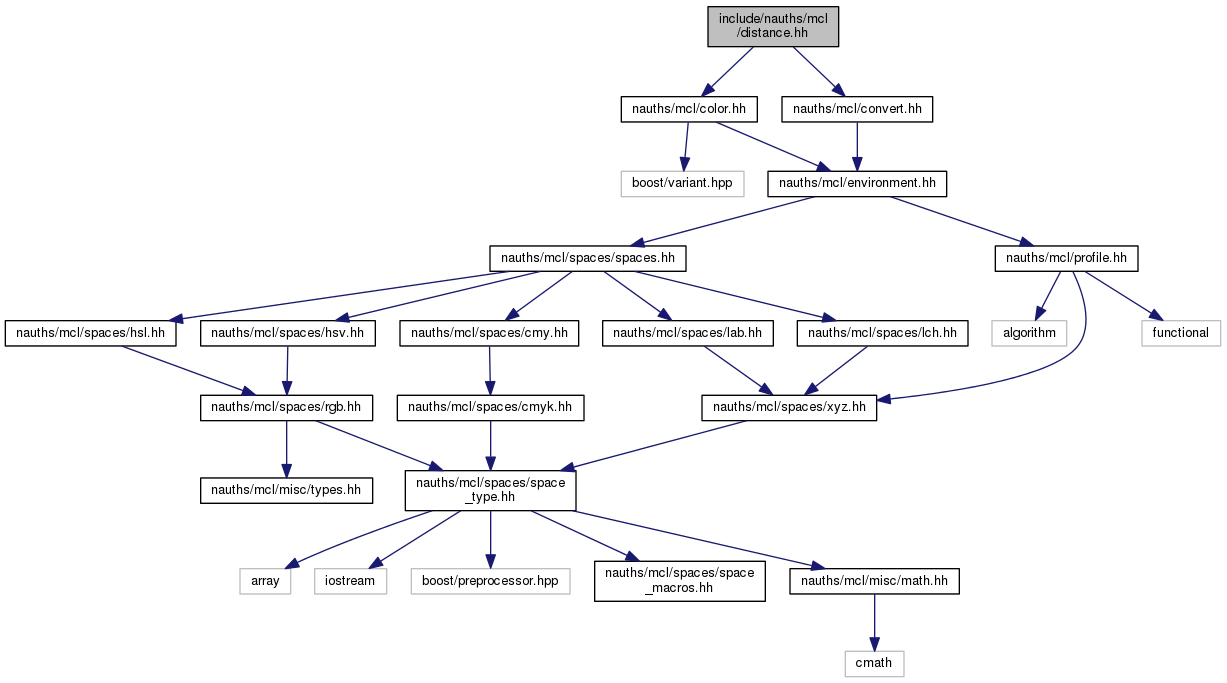 include/nauths/mcl
/distance.hh
nauths/mcl/color.hh
nauths/mcl/convert.hh
boost/variant.hpp
nauths/mcl/environment.hh
nauths/mcl/spaces/spaces.hh
nauths/mcl/profile.hh
nauths/mcl/spaces/hsl.hh
nauths/mcl/spaces/hsv.hh
nauths/mcl/spaces/cmy.hh
nauths/mcl/spaces/lab.hh
nauths/mcl/spaces/lch.hh
algorithm
functional
nauths/mcl/spaces/rgb.hh
nauths/mcl/spaces/cmyk.hh
nauths/mcl/spaces/xyz.hh
nauths/mcl/misc/types.hh
nauths/mcl/spaces/space
_type.hh
array
iostream
boost/preprocessor.hpp
nauths/mcl/spaces/space
_macros.hh
nauths/mcl/misc/math.hh
cmath